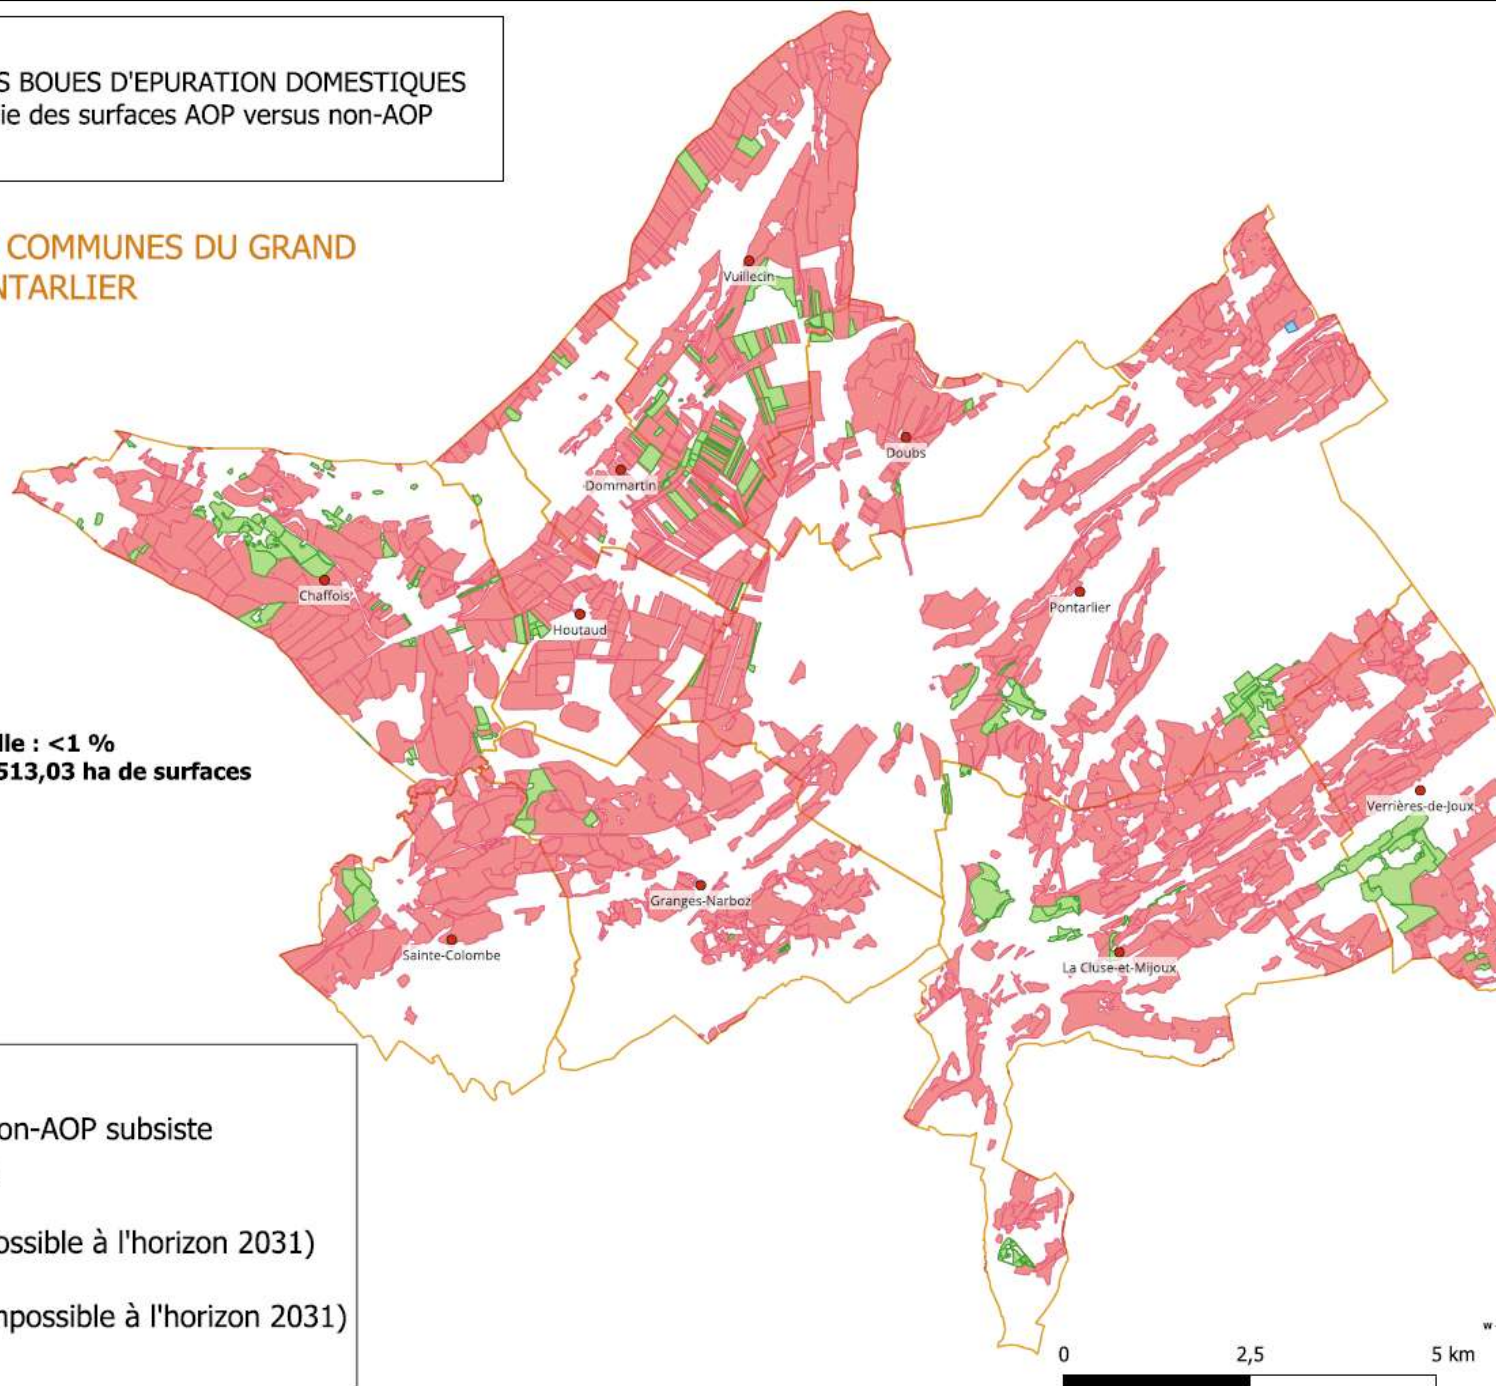 S BOUES D'EPURATION DOMESTIQUES
ie des surfaces AOP versus non-AOP
COMMUNES DU GRAND
NTARLIER
Vuillecin
Doubs
Dommartin
Chaffois
Houtaud
Pontarlier
lle : <1 %
513,03 ha de surfaces
Verrières-de-Joux
Granges-Narboz
Sainte-Colombe
La Cluse-et-Mijoux
on-AOP subsiste
ossible à l'horizon 2031)
mpossible à l'horizon 2031)
w
0 2,5 5 km